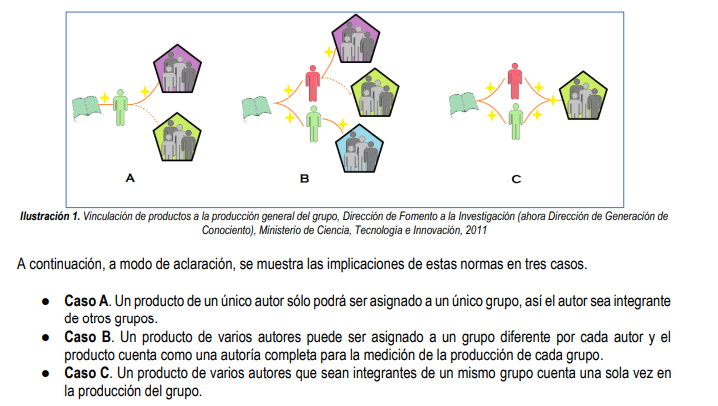 A
B
C
Ilustración 1. Vinculación de productos a la producción general del grupo, Dirección de Fomento a la Investigación (ahora Dirección de Generación de
Conociento), Ministerio de Ciencia, Tecnología e Innovación, 2011
A continuación, a modo de aclaración, se muestra las implicaciones de estas normas en tres casos.
● Caso A. Un producto de un único autor sólo podrá ser asignado a un único grupo, así el autor sea integrante
de otros grupos.
● Caso B. Un producto de varios autores puede ser asignado a un grupo diferente por cada autor y el
producto cuenta como una autoría completa para la medición de la producción de cada grupo.
● Caso C. Un producto de varios autores que sean integrantes de un mismo grupo cuenta una sola vez en
la producción del grupo.